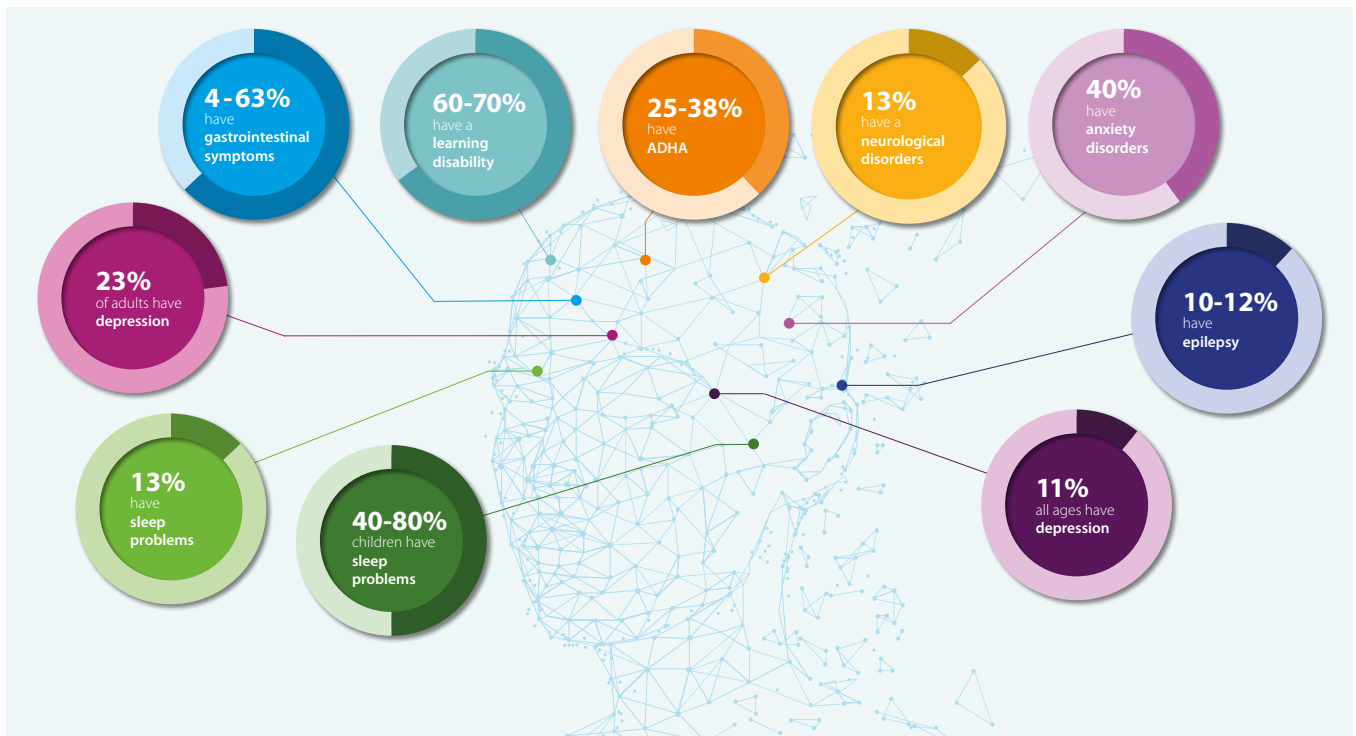 4-63%
have
gastrointestinal
symptoms
60-70%
have a
learning
disability
25-38%
have
ADHA
13%
have a
neurological
disorders
40%
have
anxiety
disorders
23%
of adults have
depression
10-12%
have
epilepsy
13%
have
sleep
problems
40-80%
children have
sleep
problems
11%
all ages have
depression